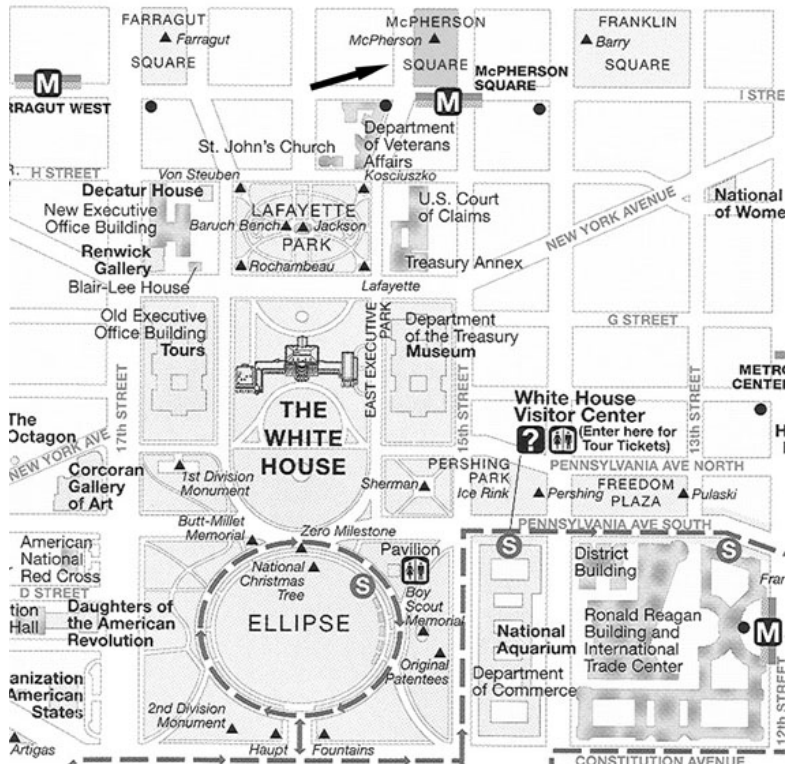 FARRAGUT
Farragut
SQUARE
McPHERSON
McPherson
SQUARE
FRANKLIN
Barry
SQUARE
M
RRAGUT WEST
M
McPHERSON
SQUARE
I STRE
St. John's Church
Department
of Veterans
Affairs
R. H STREET
Von Steuben
Kosciuszko
Decatur House
New Executive
Office Building
Renwick
Gallery
Blair-Lee House
LAFAYETTE
Baruch Bench
Jackson
PARK
Rochambeau
Lafayette
U.S. Court
of Claims
Treasury Annex
NEW YORK AVENUE
National
of Wome
Old Executive
Office Building
Tours
EAST EXECUTIVE
PARK
Department
of the Treasury
Museum
G STREET
METRO
CENTER
17th STREET
15th STREET
13th STREET
THE
WHITE
HOUSE
White House
Visitor Center
?
(Enter here for
Tour Tickets)
H
The
Octagon
NEW YORK AVE
Corcoran
Gallery
of Art
1st Division
Monument
Sherman
PERSHING
PARK
Ice Rink
Pershing
PENNSYLVANIA AVE NORTH
FREEDOM
PLAZA
Pulaski
PENNSYLVANIA AVE SOUTH
Butt-Millet
Memorial
Zero Milestone
American
National
Red Cross
D STREET
National
Christmas
Tree
S
Pavilion
Boy
Scout
Memorial
S
District
Building
S
Fran
tion
Hall
Daughters of
the American
Revolution
ELLIPSE
Original
Patentees
National
Aquarium
Department
of Commerce
Ronald Reagan
Building and
International
Trade Center
M
12th STREET
anization
American
States
2nd Division
Monument
Artigas
Haupt
Fountains
CONSTITUTION AVENUE